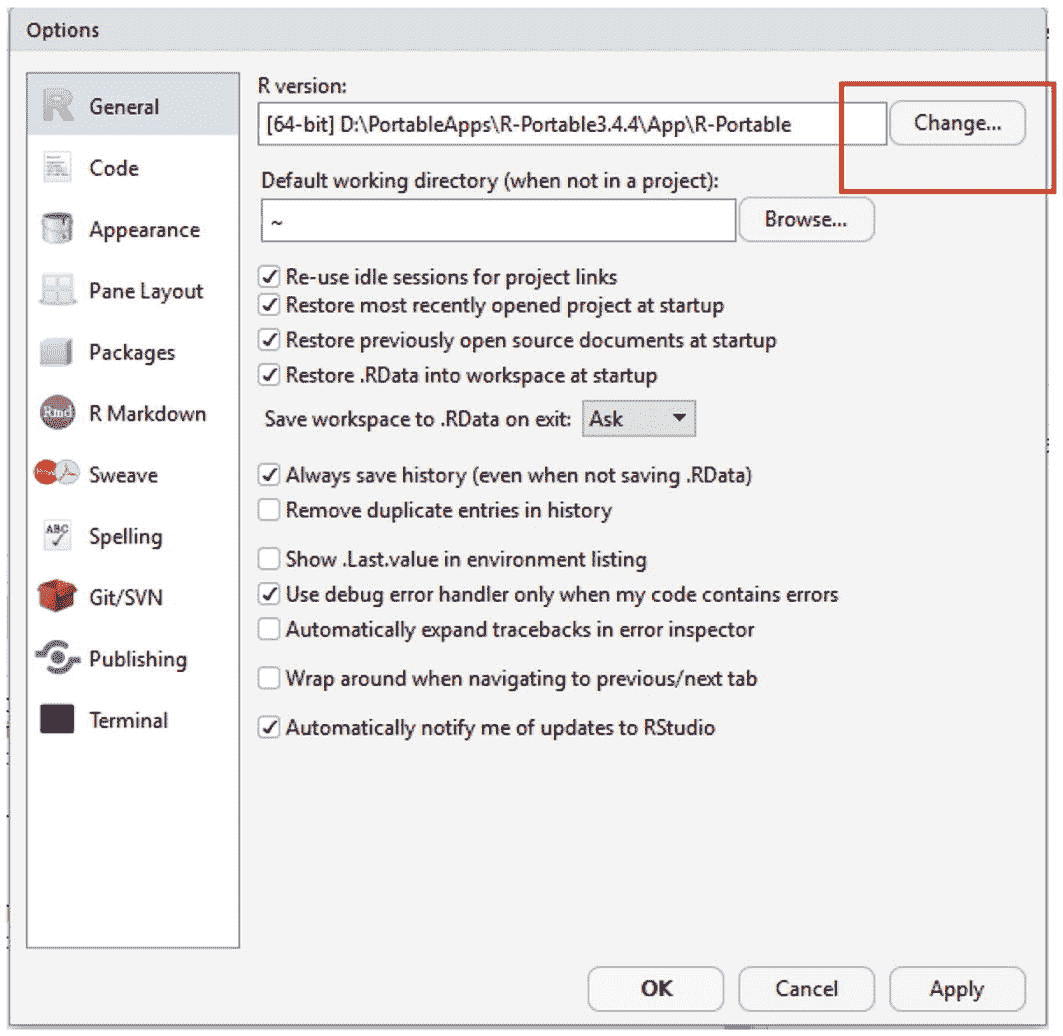 Options
General
Code
Appearance
Pane Layout
Packages
Rmd
R Markdown
Sweave
ABC
Spelling
Git/SVN
Publishing
Terminal
R version:
[64-bit] D:\PortableApps\R-Portable3.4.4\App\R-Portable
Change...
Default working directory (when not in a project):
~
Browse...
Re-use idle sessions for project links
Restore most recently opened project at startup
Restore previously open source documents at startup
Restore .RData into workspace at startup
Save workspace to .RData on exit: Ask
Always save history (even when not saving .RData)
Remove duplicate entries in history
Show .Last.value in environment listing
Use debug error handler only when my code contains errors
Automatically expand tracebacks in error inspector
Wrap around when navigating to previous/next tab
Automatically notify me of updates to RStudio
OK Cancel Apply